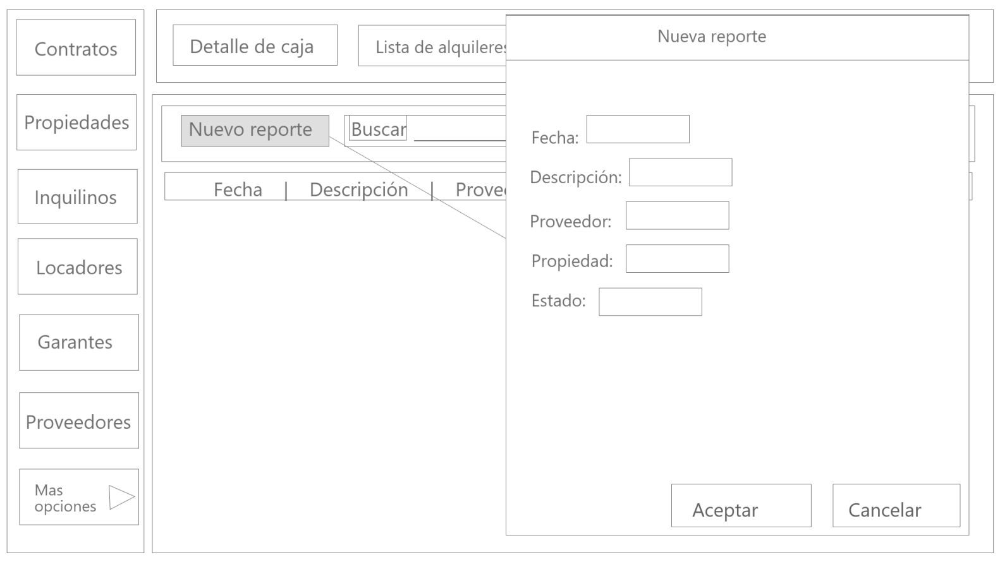 Contratos
Propiedades
Inquilinos
Locadores
Garantes
Proveedores
Mas
opciones
Detalle de caja
Lista de alquileres
Nuevo reporte
Buscar
Fecha | Descripción | Provee
Nueva reporte
Fecha:
Descripción:
Proveedor:
Propiedad:
Estado:
Aceptar
Cancelar